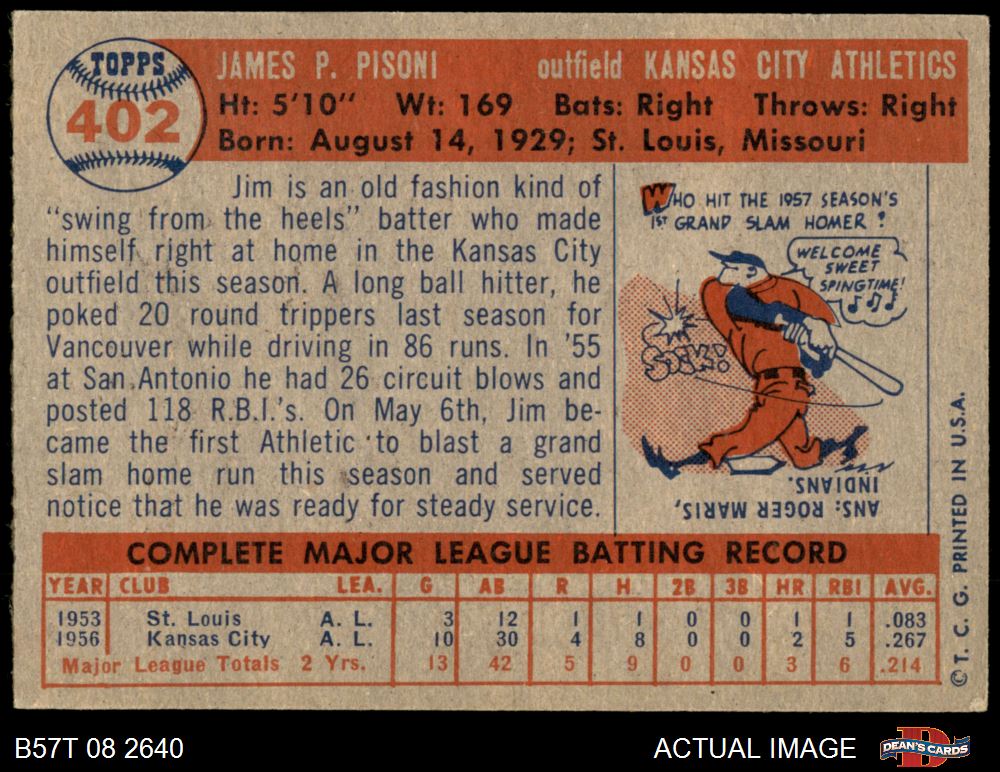 TOPPS
402
JAMES P. PISONI outfield KANSAS CITY ATHLETICS
Ht: 5'10" Wt: 169 Bats: Right Throws: Right
Born: August 14, 1929; St. Louis, Missouri
Jim is an old fashion kind of
"swing from the heels" batter who made
himself right at home in the Kansas City
outfield this season. A long ball hitter, he
poked 20 round trippers last season for
Vancouver while driving in 86 runs. In '55
at San Antonio he had 26 circuit blows and
posted 118 R.B.I.'s. On May 6th, Jim be-
came the first Athletic to blast a grand
slam home run this season and served
notice that he was ready for steady service.
WHO HIT THE 1957 SEASON'S
1ST GRAND SLAM HOMER?
WELCOME
SWEET
SPINGTIME!
SOCK!
ANS: ROGER MARIS,
INDIANS.
COMPLETE MAJOR LEAGUE BATTING RECORD
YEAR CLUB LEA. G AB R H 2B 3B HR RBI AVG.
1953 St. Louis A. L. 3 12 1 1 0 0 1 1 .083
1956 Kansas City A. L. 10 30 4 8 0 0 2 5 .267
Major League Totals 2 Yrs. 13 42 5 9 0 0 3 6 .214
©T. C. G. PRINTED IN U.S.A.
B57T 08 2640 ACTUAL IMAGE DEAN'S CARDS